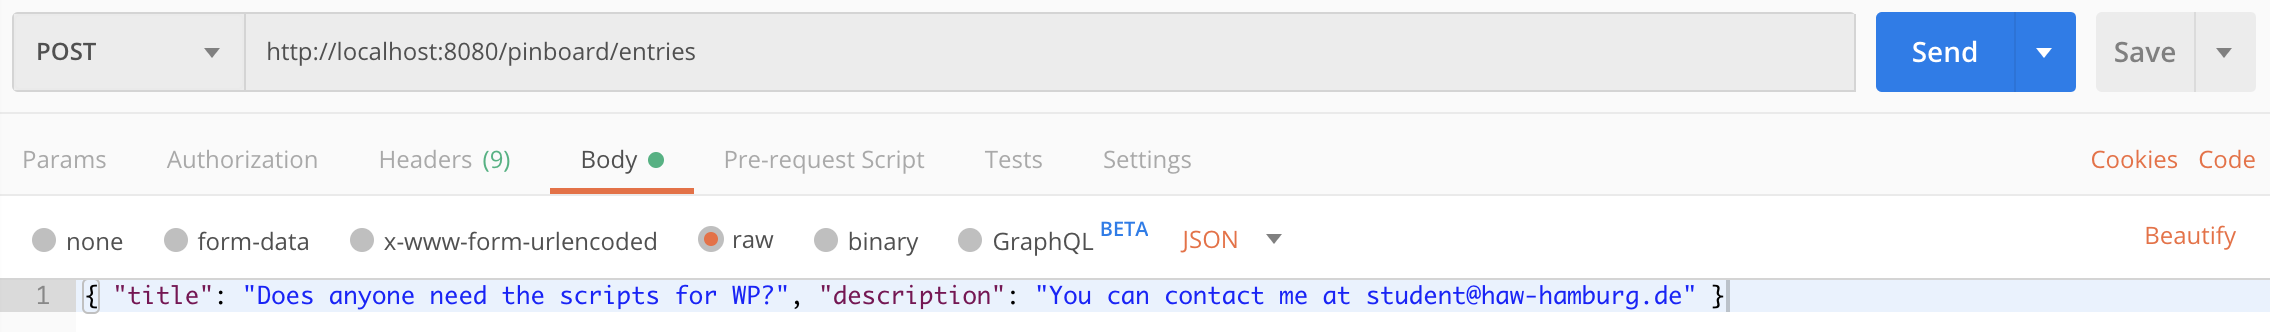 POST http://localhost:8080/pinboard/entries Send Save
Params Authorization Headers (9) Body Pre-request Script Tests Settings Cookies Code
none form-data x-www-form-urlencoded raw binary GraphQL BETA JSON Beautify
1 { "title": "Does anyone need the scripts for WP?", "description": "You can contact me at student@haw-hamburg.de" }